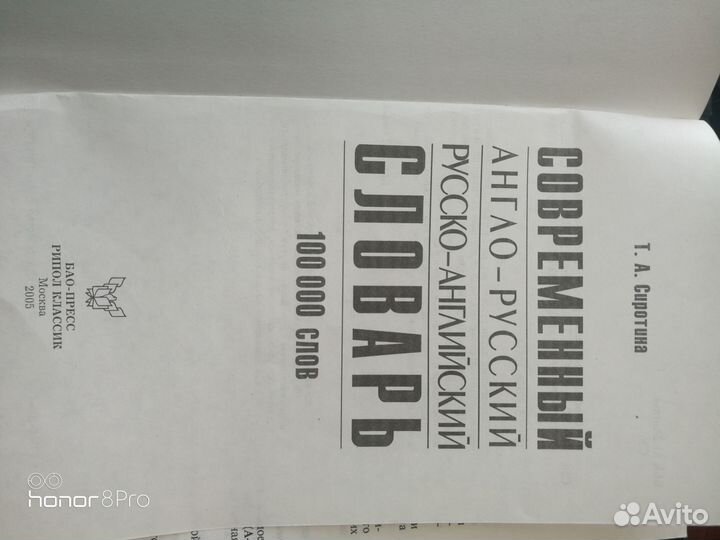 Т. А. Сиротина
СОВРЕМЕННЫЙ
АНГЛО-РУССКИЙ
РУССКО-АНГЛИЙСКИЙ
СЛОВАРЬ
100 000 СЛОВ
БАО-ПРЕСС
РИПОЛ КЛАССИК
Москва
2005
honor 8Pro
Avito